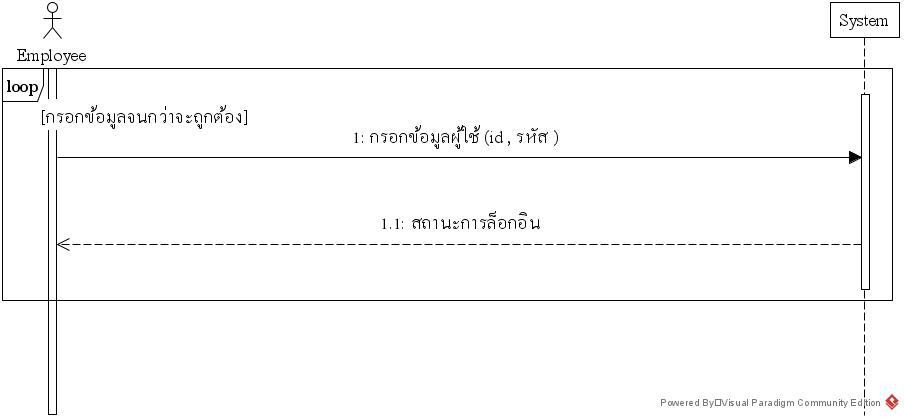 System
Employee
loop
[กรอกข้อมูลจนกว่าจะถูกต้อง]
1: กรอกข้อมูลผู้ใช้ (id , รหัส )
1.1: สถานะการล็อกอิน
Powered By Visual Paradigm Community Edition